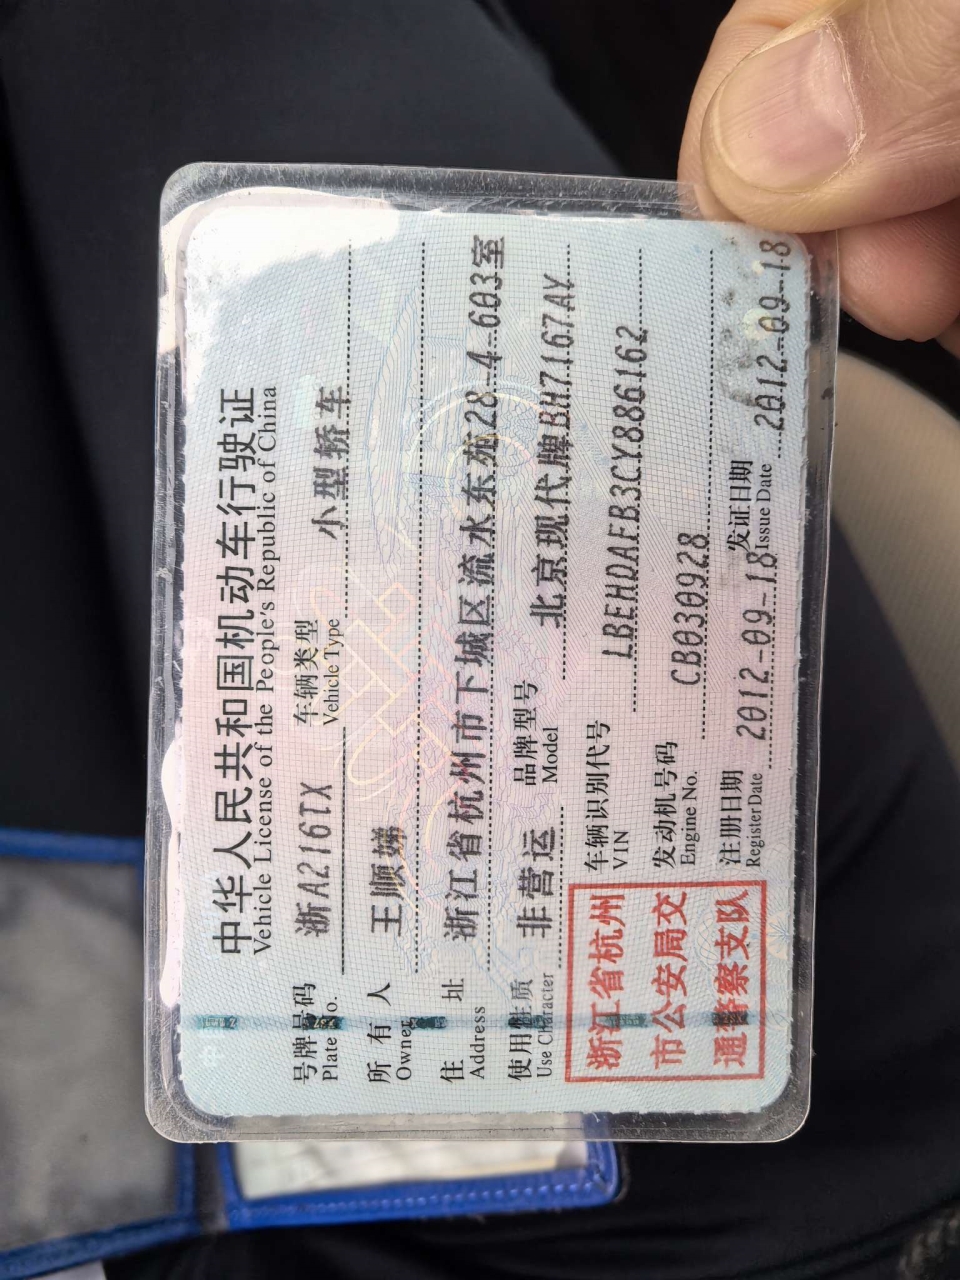 中华人民共和国机动车行驶证
Vehicle License of the People's Republic of China
号牌号码 浙A216TX 车辆类型 小型轿车
Plate No. Vehicle Type
所有人 王顺娣
Owner
住址 浙江省杭州市下城区流水东苑28-4-603室
Address
使用性质 非营运 品牌型号 北京现代牌BH7167AY
Use Character Model
浙江省杭州
市公安局交
通警察支队
车辆识别代号 LBEHDAFB3CY886162
VIN
发动机号码 CB030928
Engine No.
注册日期 2012-09-18 发证日期 2012-09-18
Register Date Issue Date